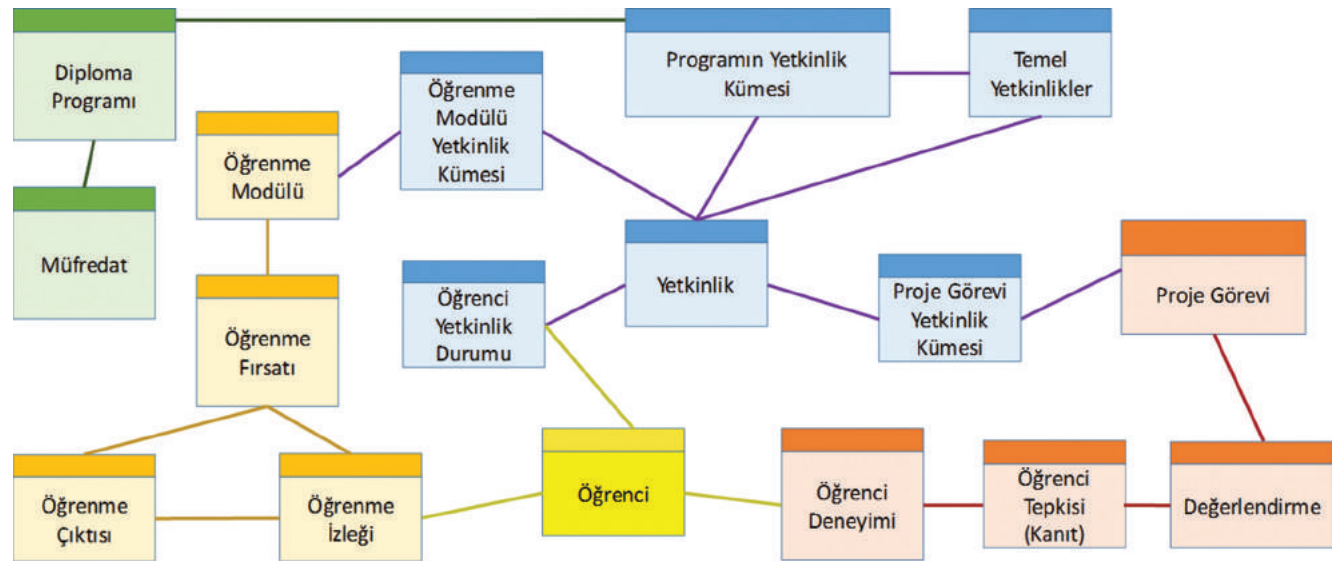 Diploma
Programı
Programın Yetkinlik
Kümesi
Temel
Yetkinlikler
Öğrenme
Modülü
Yetkinlik
Kümesi
Öğrenme
Modülü
Müfredat
Yetkinlik
Proje Görevi
Öğrenci
Yetkinlik
Durumu
Proje Görevi
Yetkinlik
Kümesi
Öğrenme
Fırsatı
Öğrenme
Çıktısı
Öğrenme
İzleği
Öğrenci
Öğrenci
Deneyimi
Öğrenci
Tepkisi
(Kanıt)
Değerlendirme